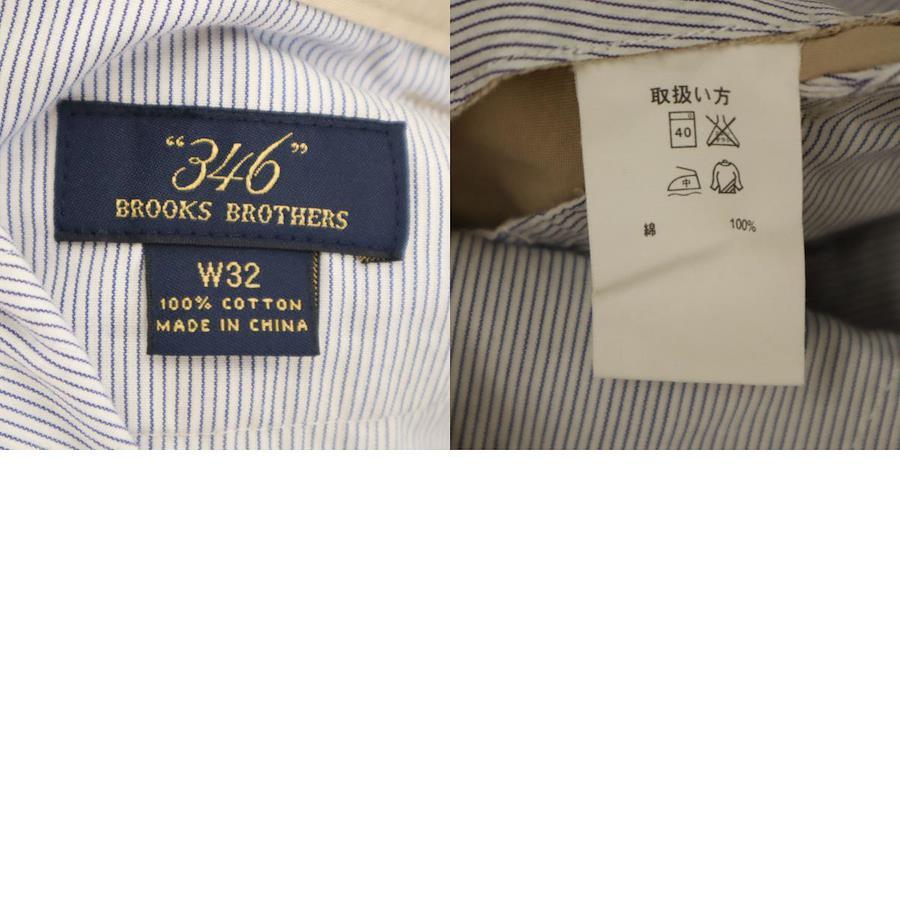 "346"
BROOKS BROTHERS
W32
100% COTTON
MADE IN CHINA
取扱い方
40
中
綿 100%